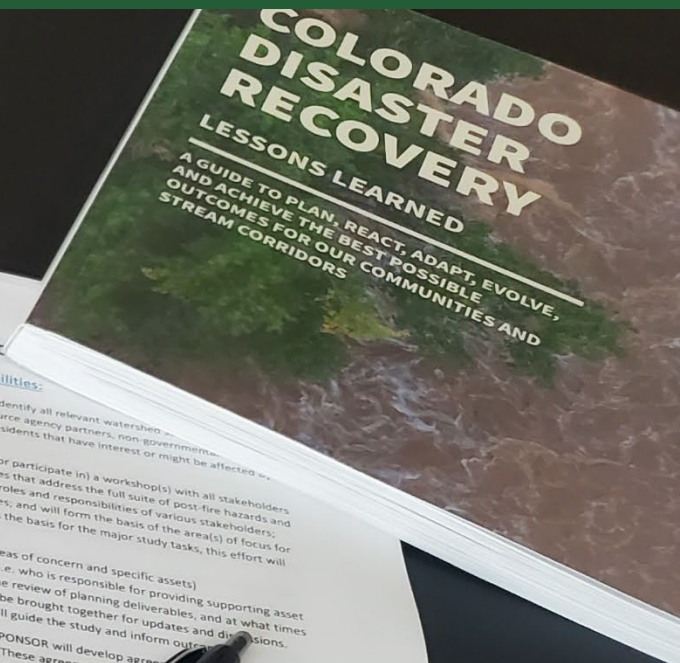 COLORADO
DISASTER
RECOVERY
LESSONS LEARNED
A GUIDE TO PLAN, REACT, ADAPT, EVOLVE,
AND ACHIEVE THE BEST POSSIBLE
OUTCOMES FOR OUR COMMUNITIES AND
STREAM CORRIDORS
ilities:
dentify all relevant watershed
urce agency partners, non-governmenta
sidents that have interest or might be affected by
or participate in) a workshop(s) with all stakeholders
es that address the full suite of post-fire hazards and
roles and responsibilities of various stakeholders;
es; and will form the basis of the area(s) of focus for
s the basis for the major study tasks, this effort will
eas of concern and specific assets)
.e. who is responsible for providing supporting asset
e review of planning deliverables, and at what times
be brought together for updates and discussions.
ll guide the study and inform
PONSOR will develop
These